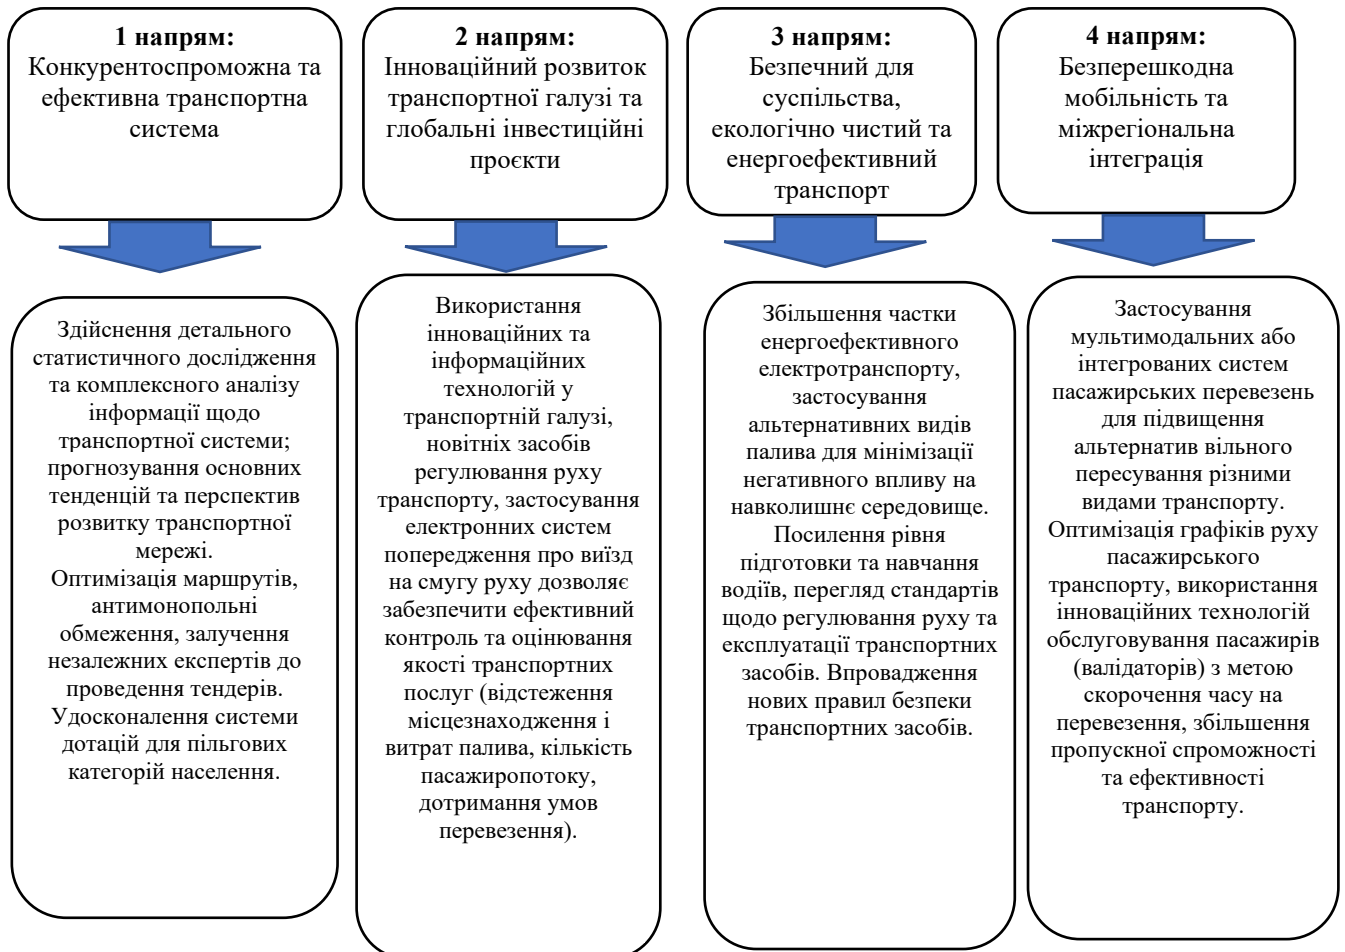 1 напрям:
Конкурентоспроможна та
ефективна транспортна
система
2 напрям:
Інноваційний розвиток
транспортної галузі та
глобальні інвестиційні
проєкти
3 напрям:
Безпечний для
суспільства,
екологічно чистий та
енергоефективний
транспорт
4 напрям:
Безперешкодна
мобільність та
міжрегіональна
інтеграція
Здійснення детального
статистичного дослідження
та комплексного аналізу
інформації щодо
транспортної системи;
прогнозування основних
тенденцій та перспектив
розвитку транспортної
мережі.
Оптимізація маршрутів,
антимонопольні
обмеження, залучення
незалежних експертів до
проведення тендерів.
Удосконалення системи
дотацій для пільгових
категорій населення.
Використання
інноваційних та
інформаційних
технологій у
транспортній галузі,
новітніх засобів
регулювання руху
транспорту, застосування
електронних систем
попередження про виїзд
на смугу руху дозволяє
забезпечити ефективний
контроль та оцінювання
якості транспортних
послуг (відстеження
місцезнаходження і
витрат палива, кількість
пасажиропотоку,
дотримання умов
перевезення).
Збільшення частки
енергоефективного
електротранспорту,
застосування
альтернативних видів
палива для мінімізації
негативного впливу на
навколишнє середовище.
Посилення рівня
підготовки та навчання
водіїв, перегляд стандартів
щодо регулювання руху та
експлуатації транспортних
засобів. Впровадження
нових правил безпеки
транспортних засобів.
Застосування
мультимодальних або
інтегрованих систем
пасажирських перевезень
для підвищення
альтернатив вільного
пересування різними
видами транспорту.
Оптимізація графіків руху
пасажирського
транспорту, використання
інноваційних технологій
обслуговування пасажирів
(валідаторів) з метою
скорочення часу на
перевезення, збільшення
пропускної спроможності
та ефективності
транспорту.